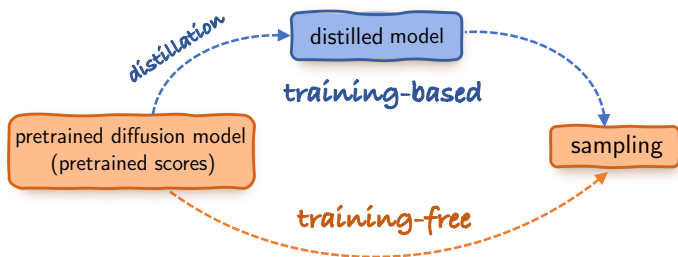 distillation
distilled model
training-based
pretrained diffusion model
(pretrained scores)
sampling
training-free